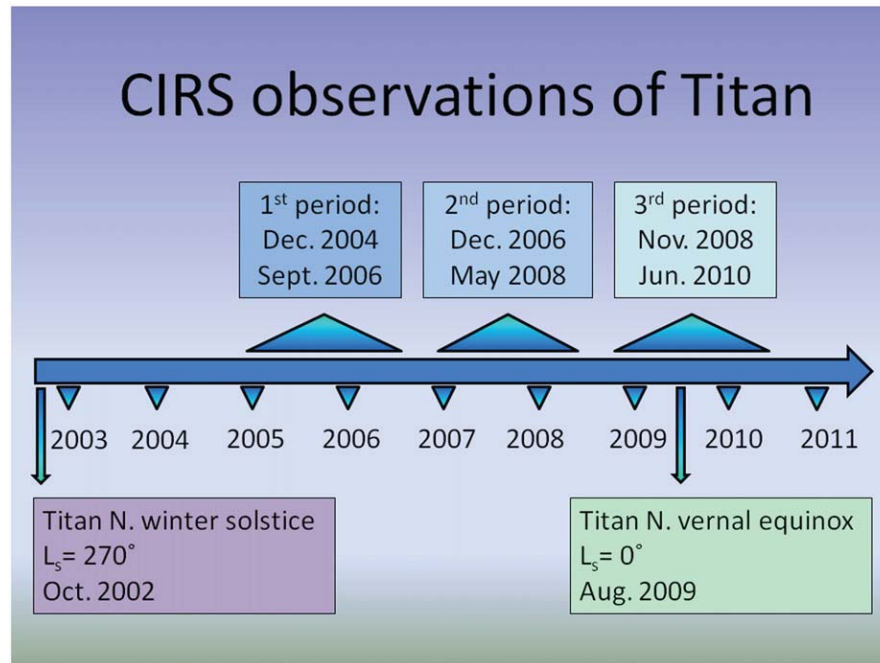 CIRS observations of Titan
1st period:
Dec. 2004
Sept. 2006
2nd period:
Dec. 2006
May 2008
3rd period:
Nov. 2008
Jun. 2010
2003
2004
2005
2006
2007
2008
2009
2010
2011
Titan N. winter solstice
Ls= 270°
Oct. 2002
Titan N. vernal equinox
Ls= 0°
Aug. 2009